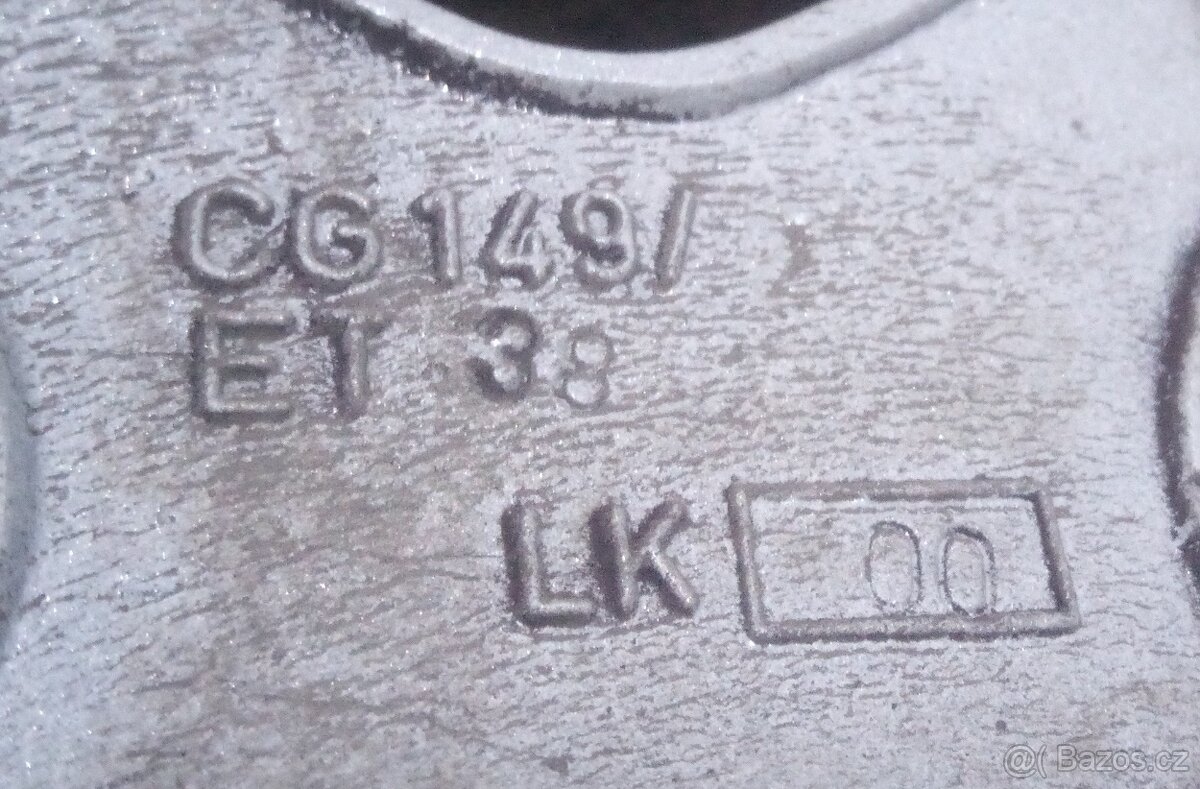 CG 149/
ET 38
LK 00
@( Bazos.cz